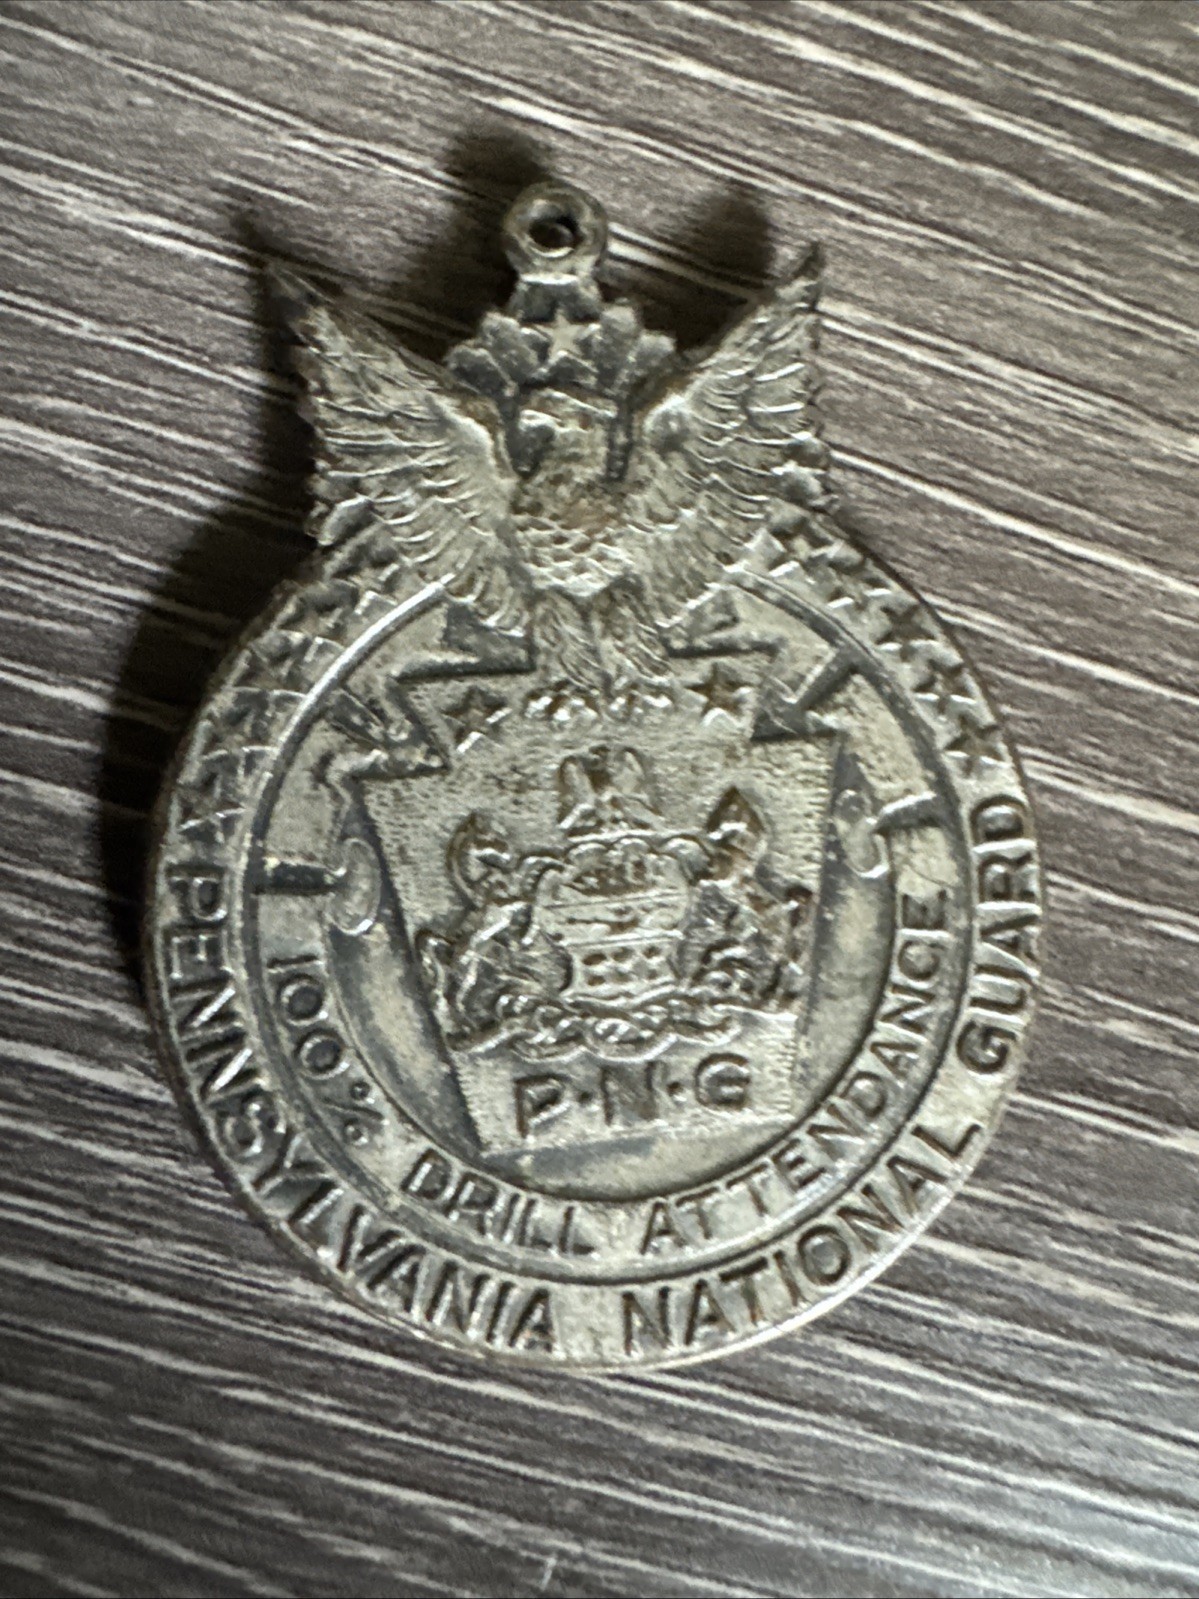 P·N·G
100% DRILL ATTENDANCE
PENNSYLVANIA NATIONAL GUARD